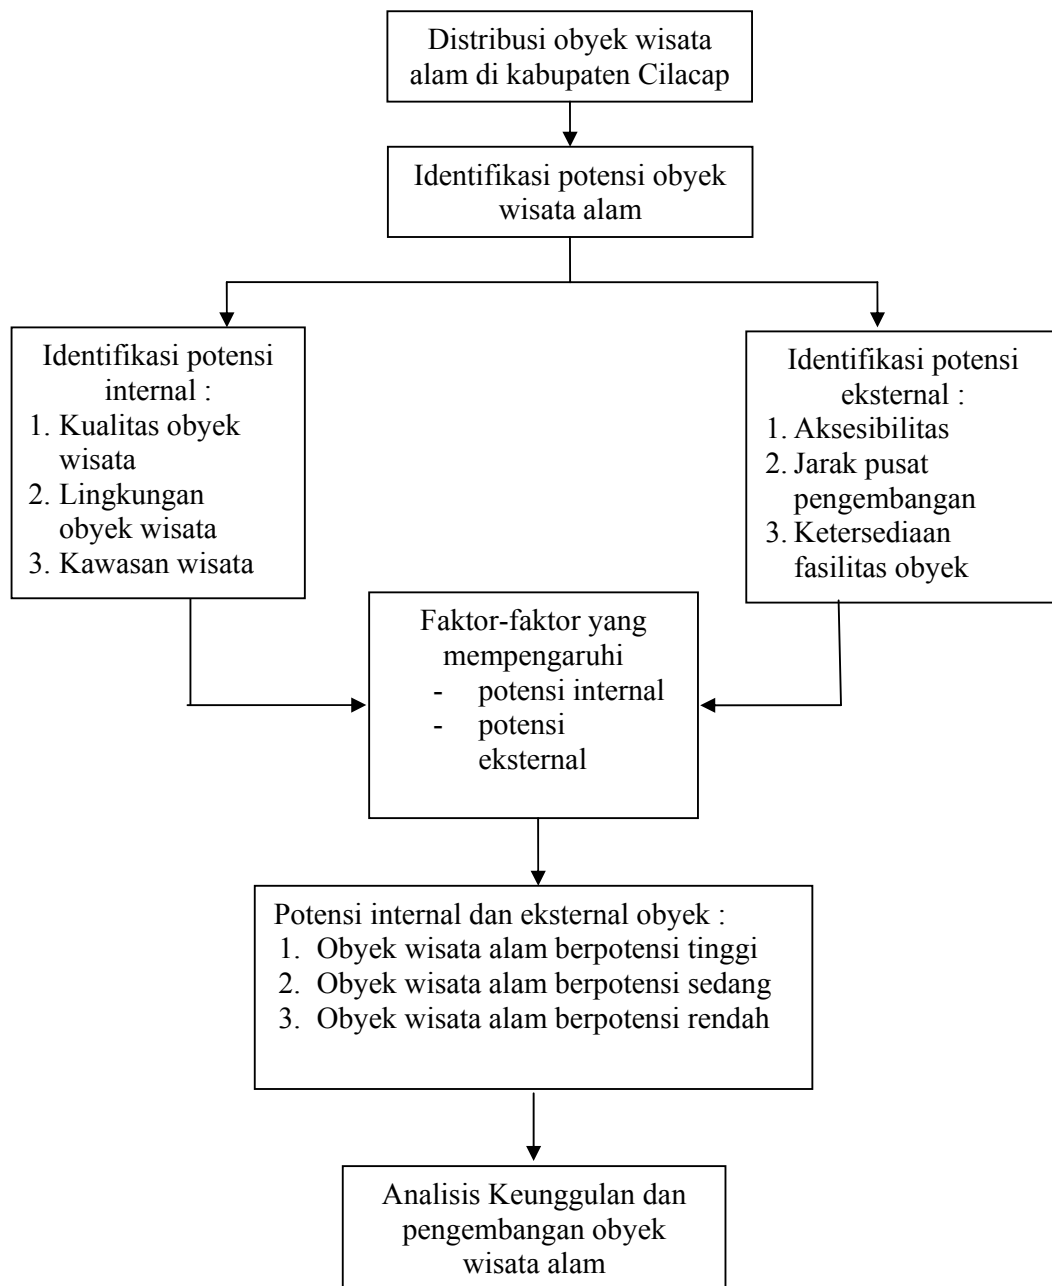 Distribusi obyek wisata
alam di kabupaten Cilacap
Identifikasi potensi obyek
wisata alam
Identifikasi potensi
internal :
1. Kualitas obyek
wisata
2. Lingkungan
obyek wisata
3. Kawasan wisata
Identifikasi potensi
eksternal :
1. Aksesibilitas
2. Jarak pusat
pengembangan
3. Ketersediaan
fasilitas obyek
Faktor-faktor yang
mempengaruhi
- potensi internal
- potensi
eksternal
Potensi internal dan eksternal obyek :
1. Obyek wisata alam berpotensi tinggi
2. Obyek wisata alam berpotensi sedang
3. Obyek wisata alam berpotensi rendah
Analisis Keunggulan dan
pengembangan obyek
wisata alam